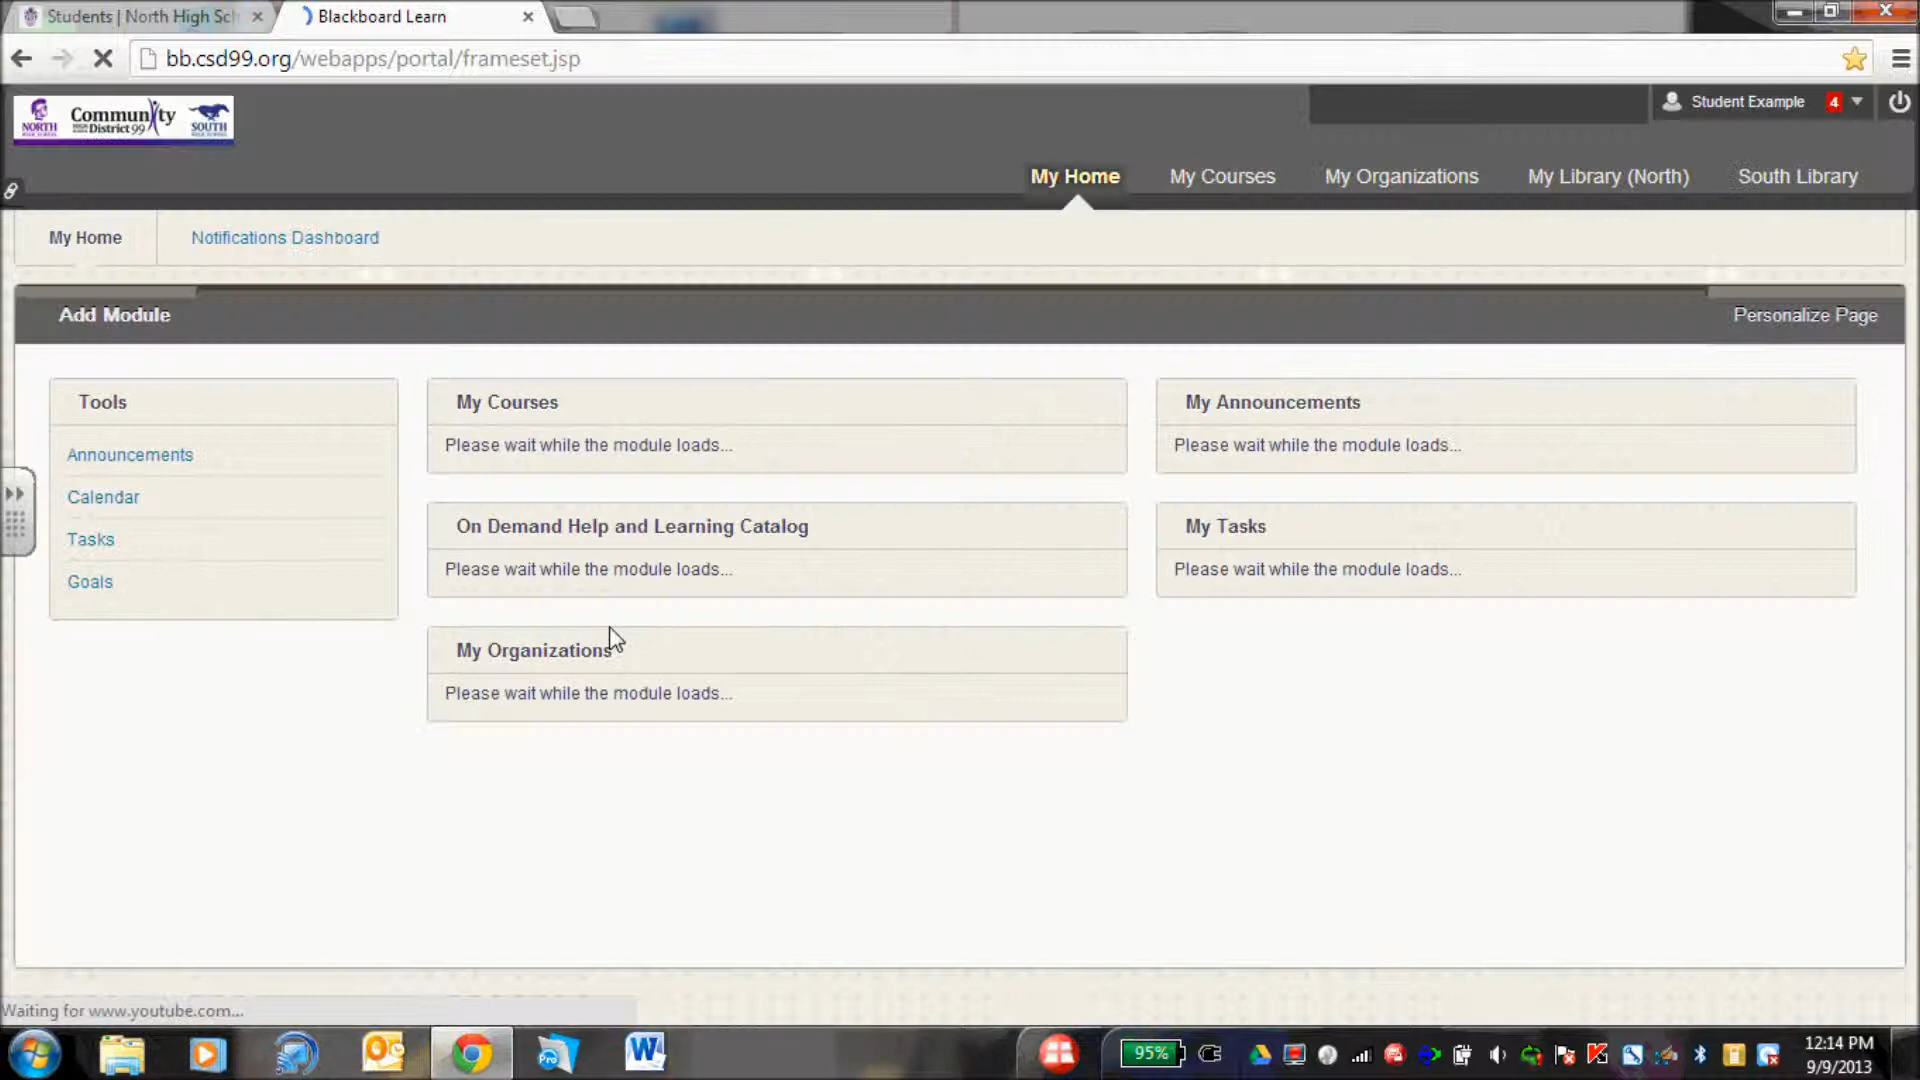 Students | North High Sch
Blackboard Learn
bb.csd99.org/webapps/portal/frameset.jsp
NORTH
Community
District 99
SOUTH
Student Example 4
My Home My Courses My Organizations My Library (North) South Library
My Home Notifications Dashboard
Add Module Personalize Page
Tools
Announcements
Calendar
Tasks
Goals
My Courses
Please wait while the module loads...
On Demand Help and Learning Catalog
Please wait while the module loads...
My Organizations
Please wait while the module loads...
My Announcements
Please wait while the module loads...
My Tasks
Please wait while the module loads...
Waiting for www.youtube.com...
Pro
W
95%
12:14 PM
9/9/2013